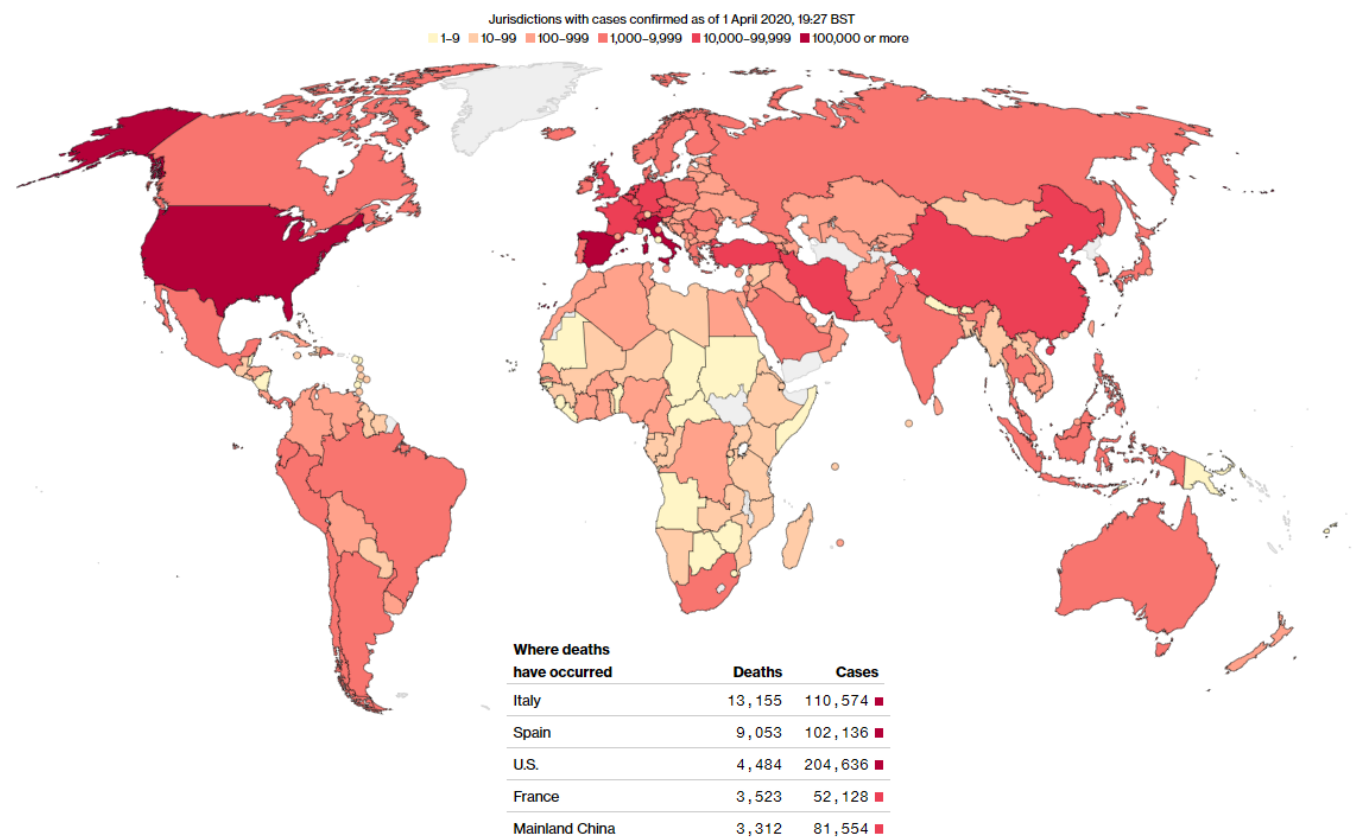 Jurisdictions with cases confirmed as of 1 April 2020, 19:27 BST
1–9 10–99 100–999 1,000–9,999 10,000–99,999 100,000 or more
Where deaths
have occurred Deaths Cases
Italy 13,155 110,574
Spain 9,053 102,136
U.S. 4,484 204,636
France 3,523 52,128
Mainland China 3,312 81,554